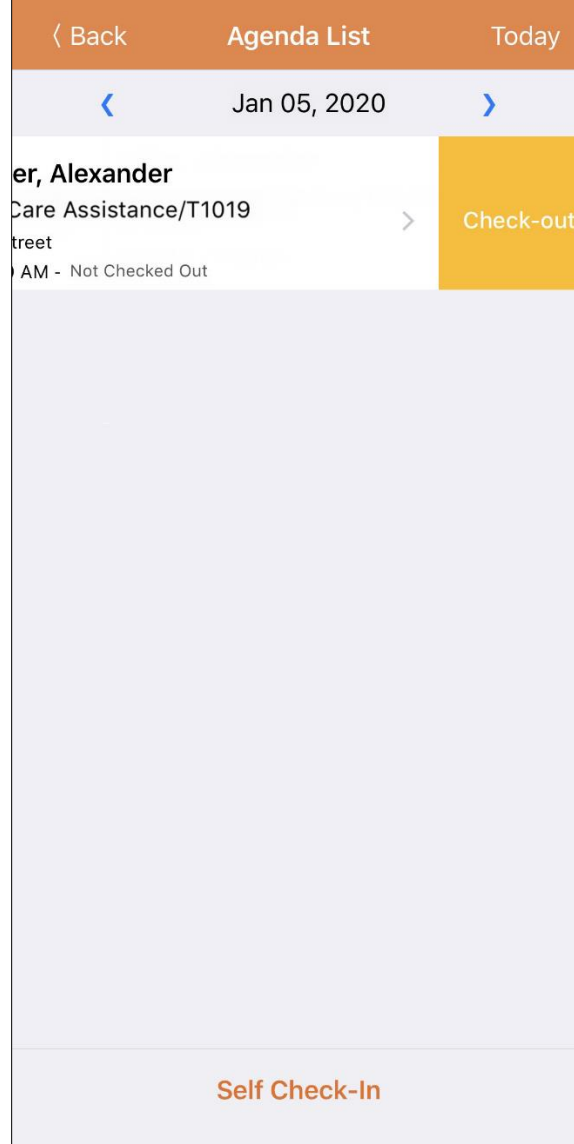 Back Agenda List Today
Jan 05, 2020
er, Alexander
Care Assistance/T1019
treet
AM - Not Checked Out
Check-out
Self Check-In